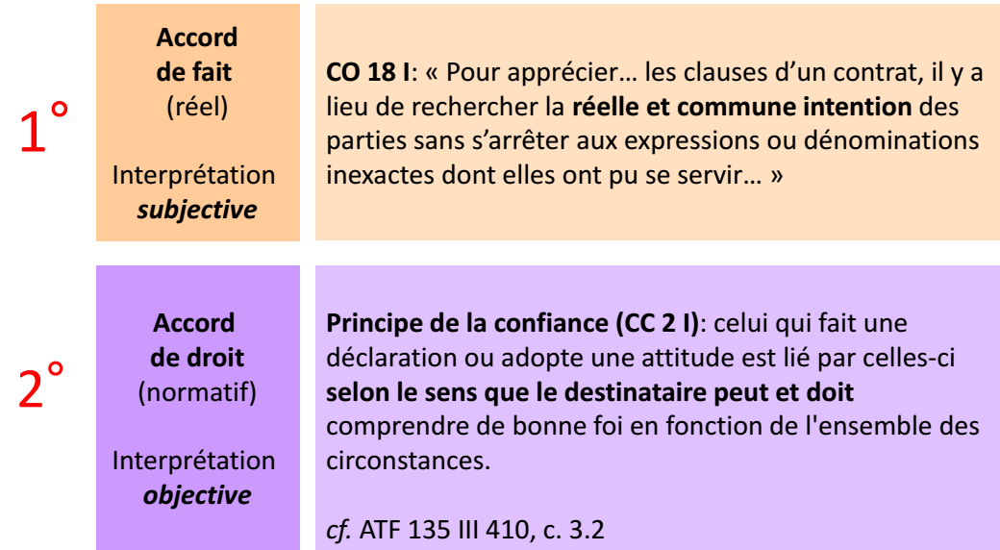 1°
Accord
de fait
(réel)
Interprétation
subjective
CO 18 I: « Pour apprécier… les clauses d’un contrat, il y a
lieu de rechercher la réelle et commune intention des
parties sans s’arrêter aux expressions ou dénominations
inexactes dont elles ont pu se servir… »
2°
Accord
de droit
(normatif)
Interprétation
objective
Principe de la confiance (CC 2 I): celui qui fait une
déclaration ou adopte une attitude est lié par celles-ci
selon le sens que le destinataire peut et doit
comprendre de bonne foi en fonction de l'ensemble des
circonstances.
cf. ATF 135 III 410, c. 3.2